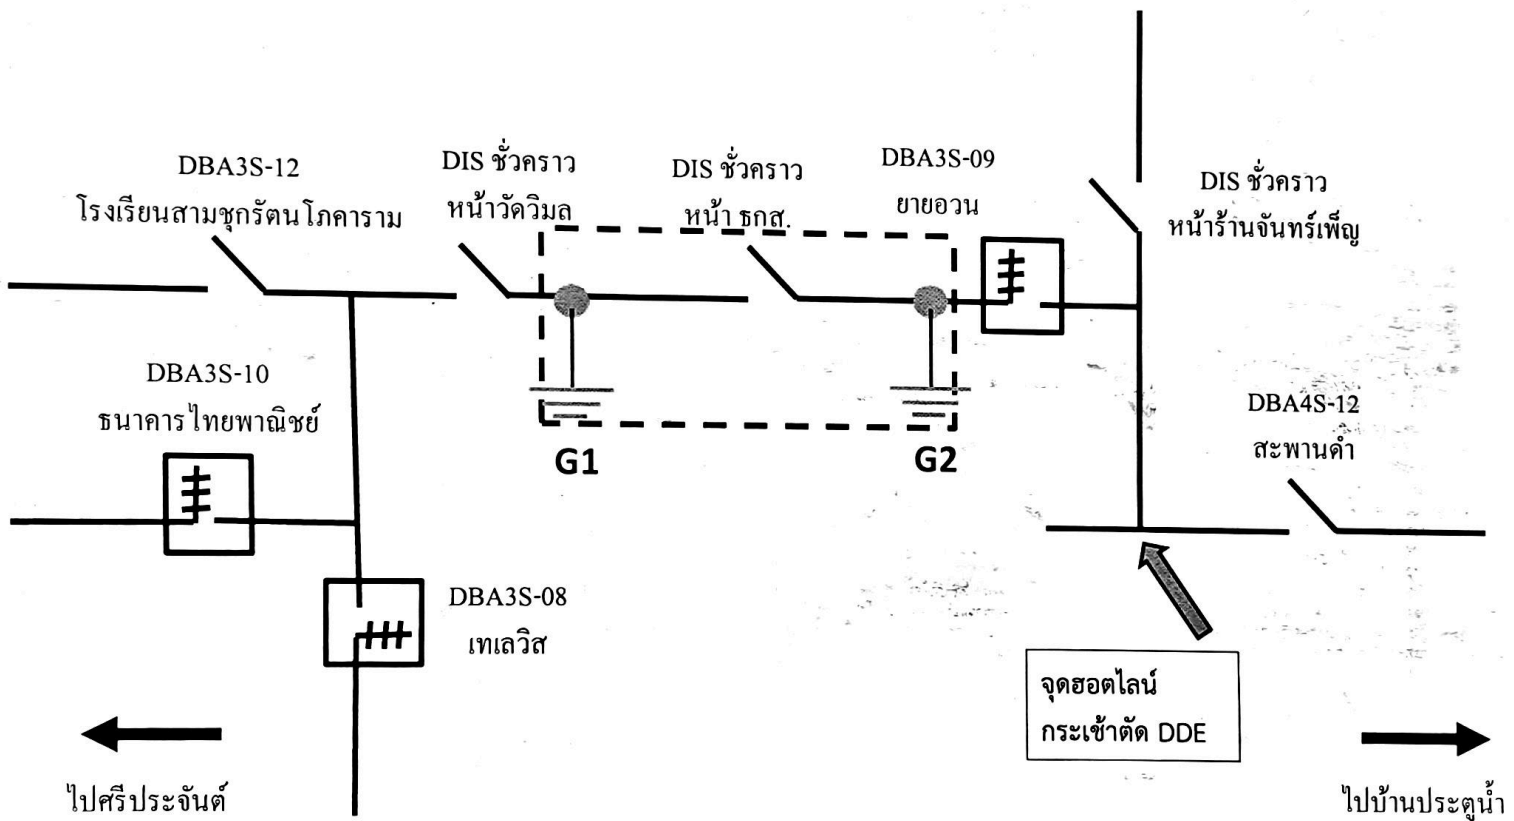 DBA3S-12
โรงเรียนสามชุกรัตนโภคาราม
DIS ชั่วคราว
หน้าวัดวิมล
DIS ชั่วคราว
หน้า ธกส.
DBA3S-09
ยายอวน
DIS ชั่วคราว
หน้าร้านจันทร์เพ็ญ
DBA3S-10
ธนาคารไทยพาณิชย์
DBA4S-12
สะพานดำ
G1
G2
DBA3S-08
เทเลวิส
จุดฮอตไลน์
กระเช้าตัด DDE
ไปศรีประจันต์
ไปบ้านประตูน้ำ